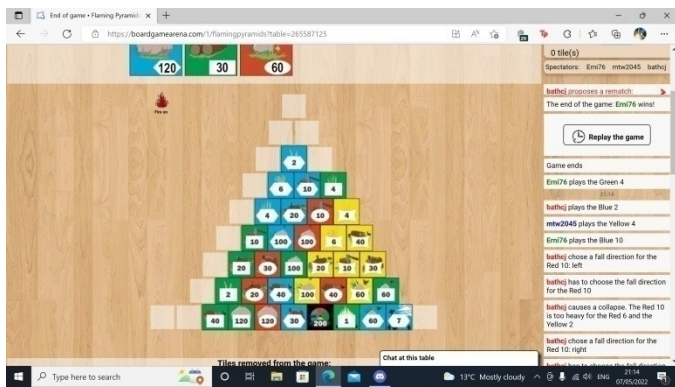 End of game • Flaming Pyramid
https://boardgamearena.com/1/flamingpyramids?table=265587125
120
30
60
Fire on
2
6 10 4
4 20 10 4
10 100 100 6 40
20 30 100 20 10 30
2 20 40 100 40 60 60
40 120 120 30 200 1 60 7
Tiles removed from the game:
Chat at this table
0 tile(s)
Spectators: Emi76 mtw2045 bathcj
bathcj proposes a rematch:
The end of the game: Emi76 wins!
Replay the game
Game ends
Emi76 plays the Green 4
21:14
bathcj plays the Blue 2
mtw2045 plays the Yellow 4
Emi76 plays the Blue 10
bathcj chose a fall direction for the
Red 10: left
bathcj has to choose the fall direction
for the Red 10
bathcj causes a collapse. The Red 10
is too heavy for the Red 6 and the
Yellow 2
bathcj chose a fall direction for the
Red 10: right
Type here to search
13°C Mostly cloudy
ENG
21:14
07/05/2022